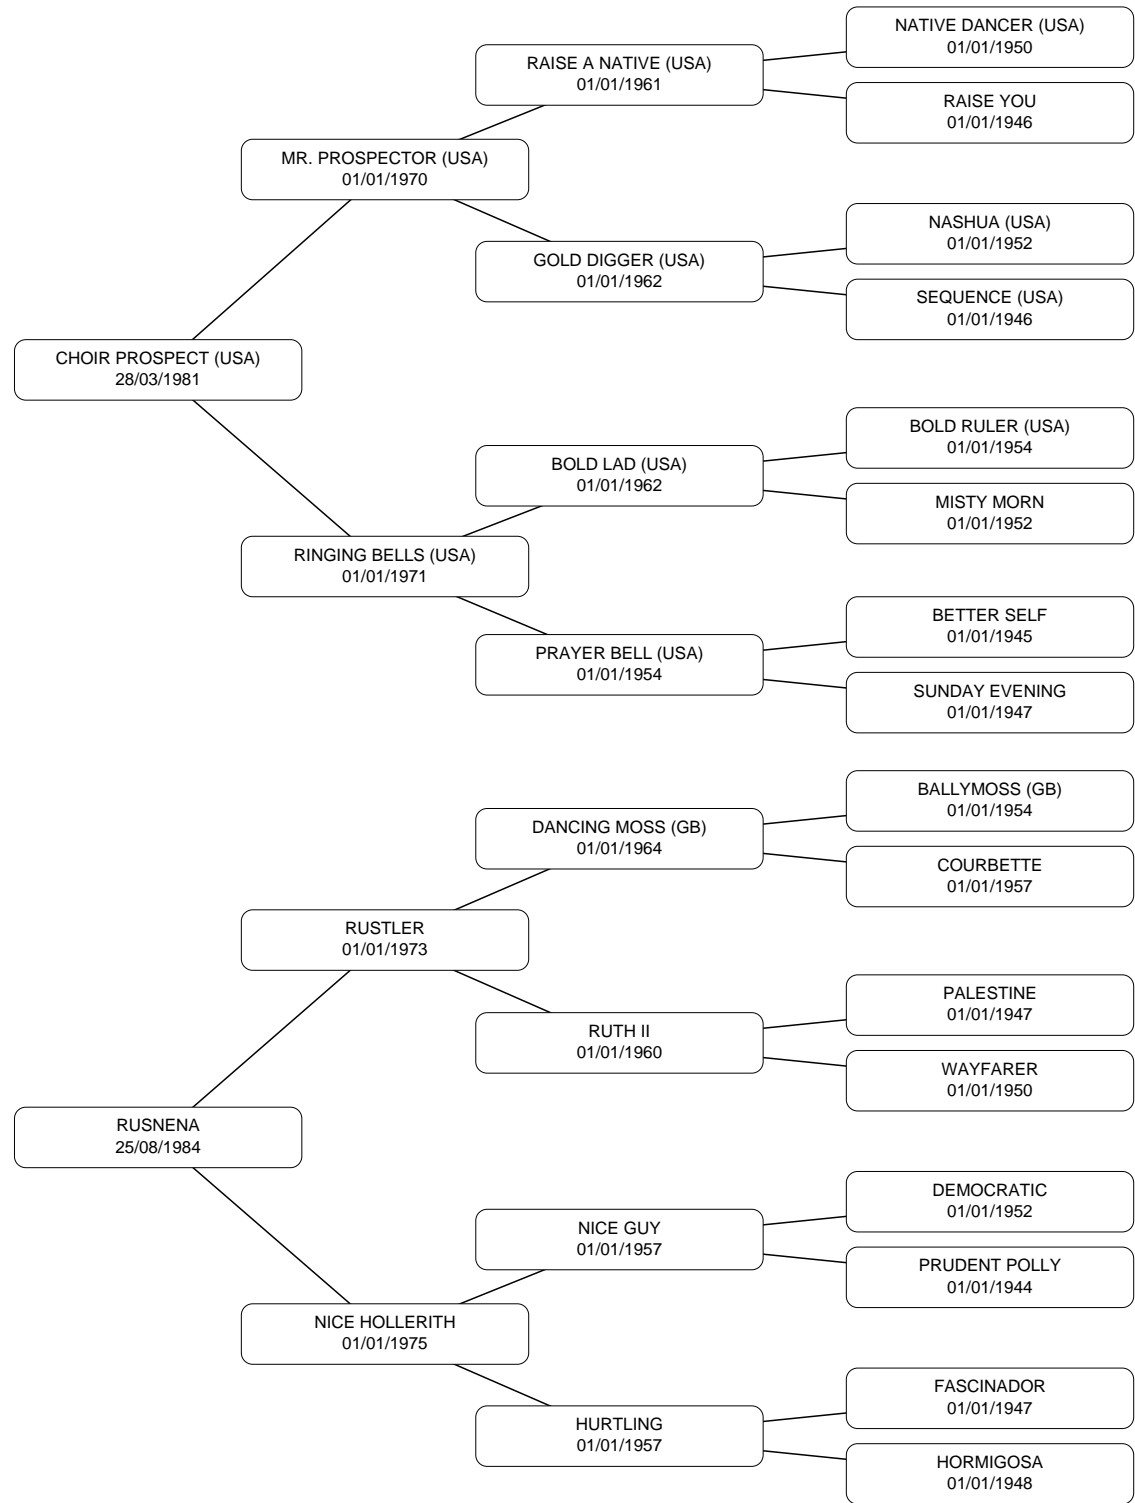 NATIVE DANCER (USA)
01/01/1950
RAISE A NATIVE (USA)
01/01/1961
RAISE YOU
01/01/1946
MR. PROSPECTOR (USA)
01/01/1970
NASHUA (USA)
01/01/1952
GOLD DIGGER (USA)
01/01/1962
SEQUENCE (USA)
01/01/1946
CHOIR PROSPECT (USA)
28/03/1981
BOLD RULER (USA)
01/01/1954
BOLD LAD (USA)
01/01/1962
MISTY MORN
01/01/1952
RINGING BELLS (USA)
01/01/1971
BETTER SELF
01/01/1945
PRAYER BELL (USA)
01/01/1954
SUNDAY EVENING
01/01/1947
BALLYMOSS (GB)
01/01/1954
DANCING MOSS (GB)
01/01/1964
COURBETTE
01/01/1957
RUSTLER
01/01/1973
PALESTINE
01/01/1947
RUTH II
01/01/1960
WAYFARER
01/01/1950
RUSNENA
25/08/1984
DEMOCRATIC
01/01/1952
NICE GUY
01/01/1957
PRUDENT POLLY
01/01/1944
NICE HOLLERITH
01/01/1975
FASCINADOR
01/01/1947
HURTLING
01/01/1957
HORMIGOSA
01/01/1948